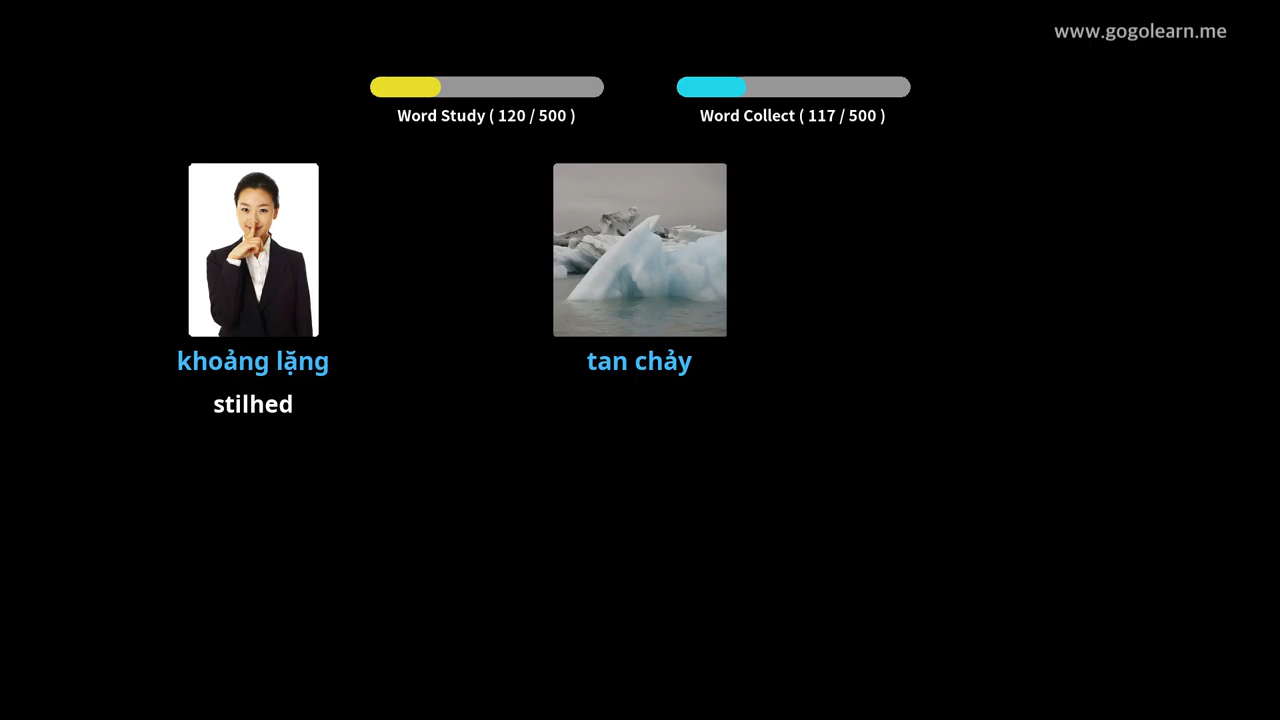 www.gogolearn.me
Word Study ( 120 / 500 )
Word Collect ( 117 / 500 )
khoảng lặng
tan chảy
stilhed